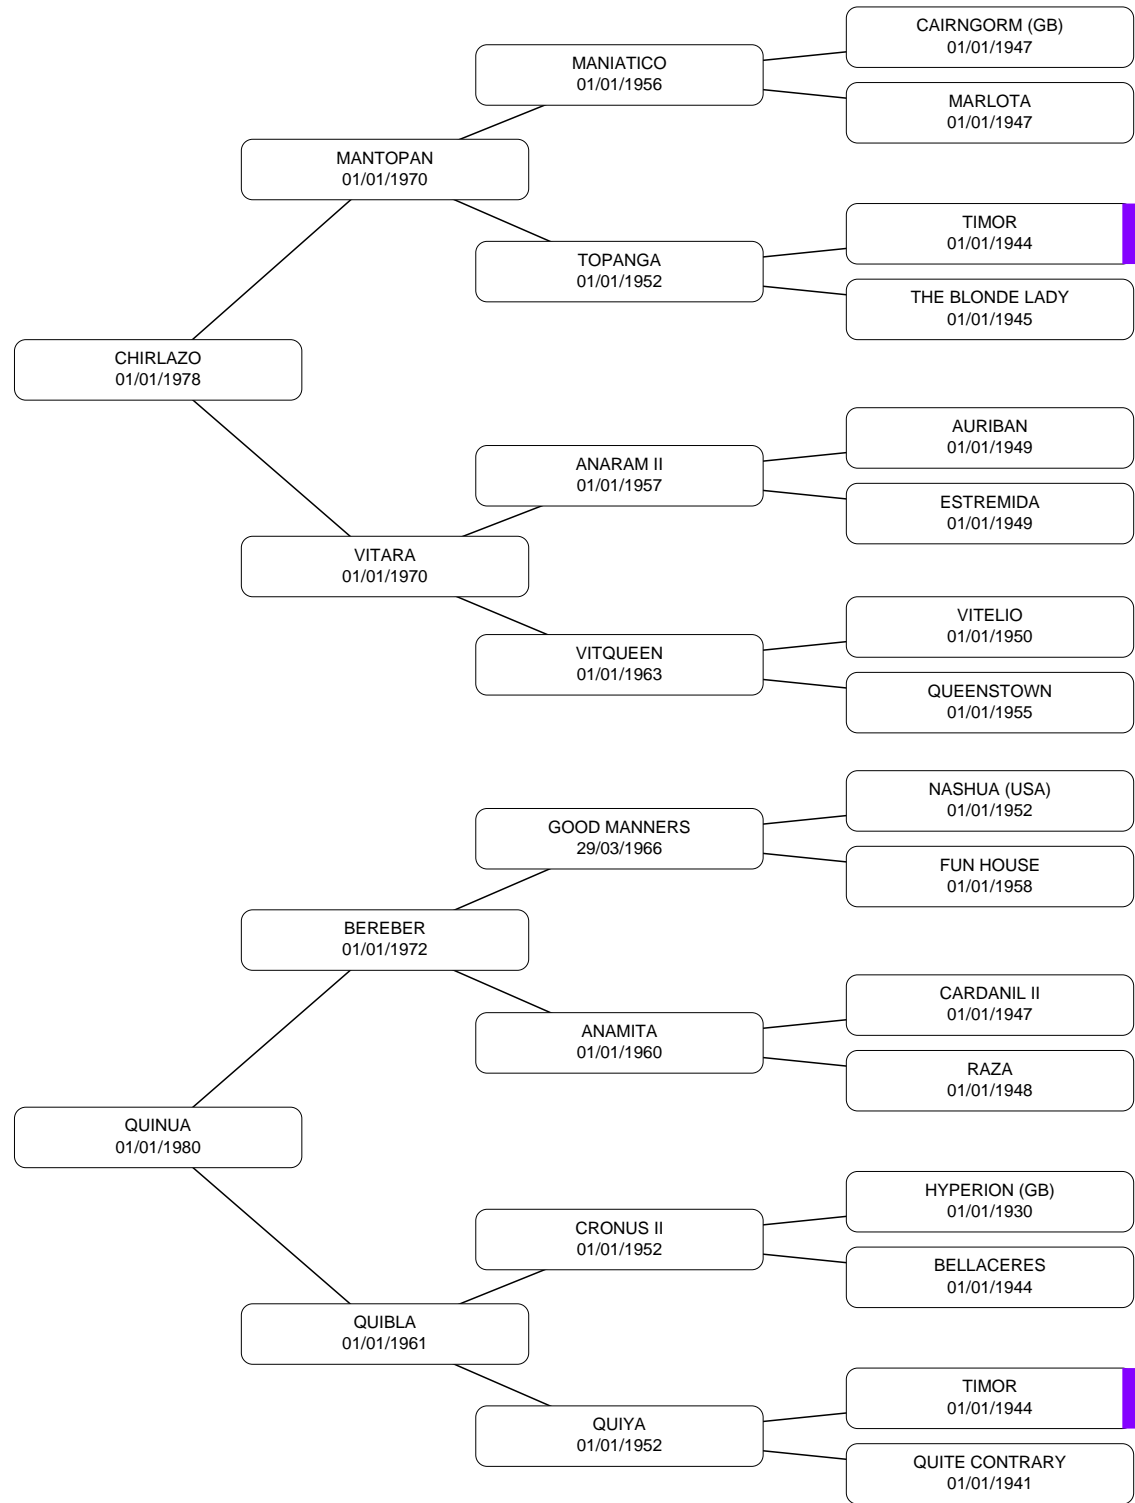 CAIRNGORM (GB)
01/01/1947
MANIATICO
01/01/1956
MARLOTA
01/01/1947
MANTOPAN
01/01/1970
TIMOR
01/01/1944
TOPANGA
01/01/1952
THE BLONDE LADY
01/01/1945
CHIRLAZO
01/01/1978
AURIBAN
01/01/1949
ANARAM II
01/01/1957
ESTREMIDA
01/01/1949
VITARA
01/01/1970
VITELIO
01/01/1950
VITQUEEN
01/01/1963
QUEENSTOWN
01/01/1955
NASHUA (USA)
01/01/1952
GOOD MANNERS
29/03/1966
FUN HOUSE
01/01/1958
BEREBER
01/01/1972
CARDANIL II
01/01/1947
ANAMITA
01/01/1960
RAZA
01/01/1948
QUINUA
01/01/1980
HYPERION (GB)
01/01/1930
CRONUS II
01/01/1952
BELLACERES
01/01/1944
QUIBLA
01/01/1961
TIMOR
01/01/1944
QUIYA
01/01/1952
QUITE CONTRARY
01/01/1941